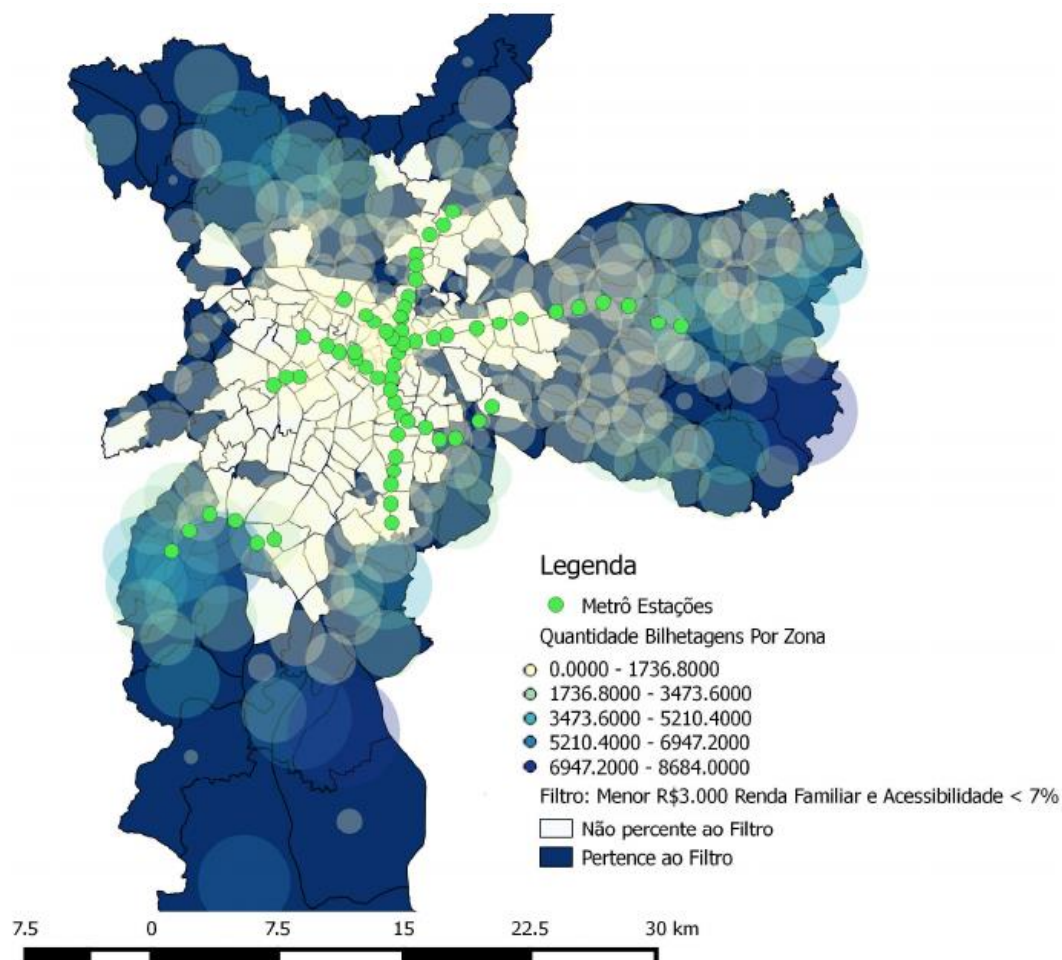 Legenda
Metrô Estações
Quantidade Bilhetagens Por Zona
0.0000 - 1736.8000
1736.8000 - 3473.6000
3473.6000 - 5210.4000
5210.4000 - 6947.2000
6947.2000 - 8684.0000
Filtro: Menor R$3.000 Renda Familiar e Acessibilidade < 7%
Não percente ao Filtro
Pertence ao Filtro
7.5 0 7.5 15 22.5 30 km